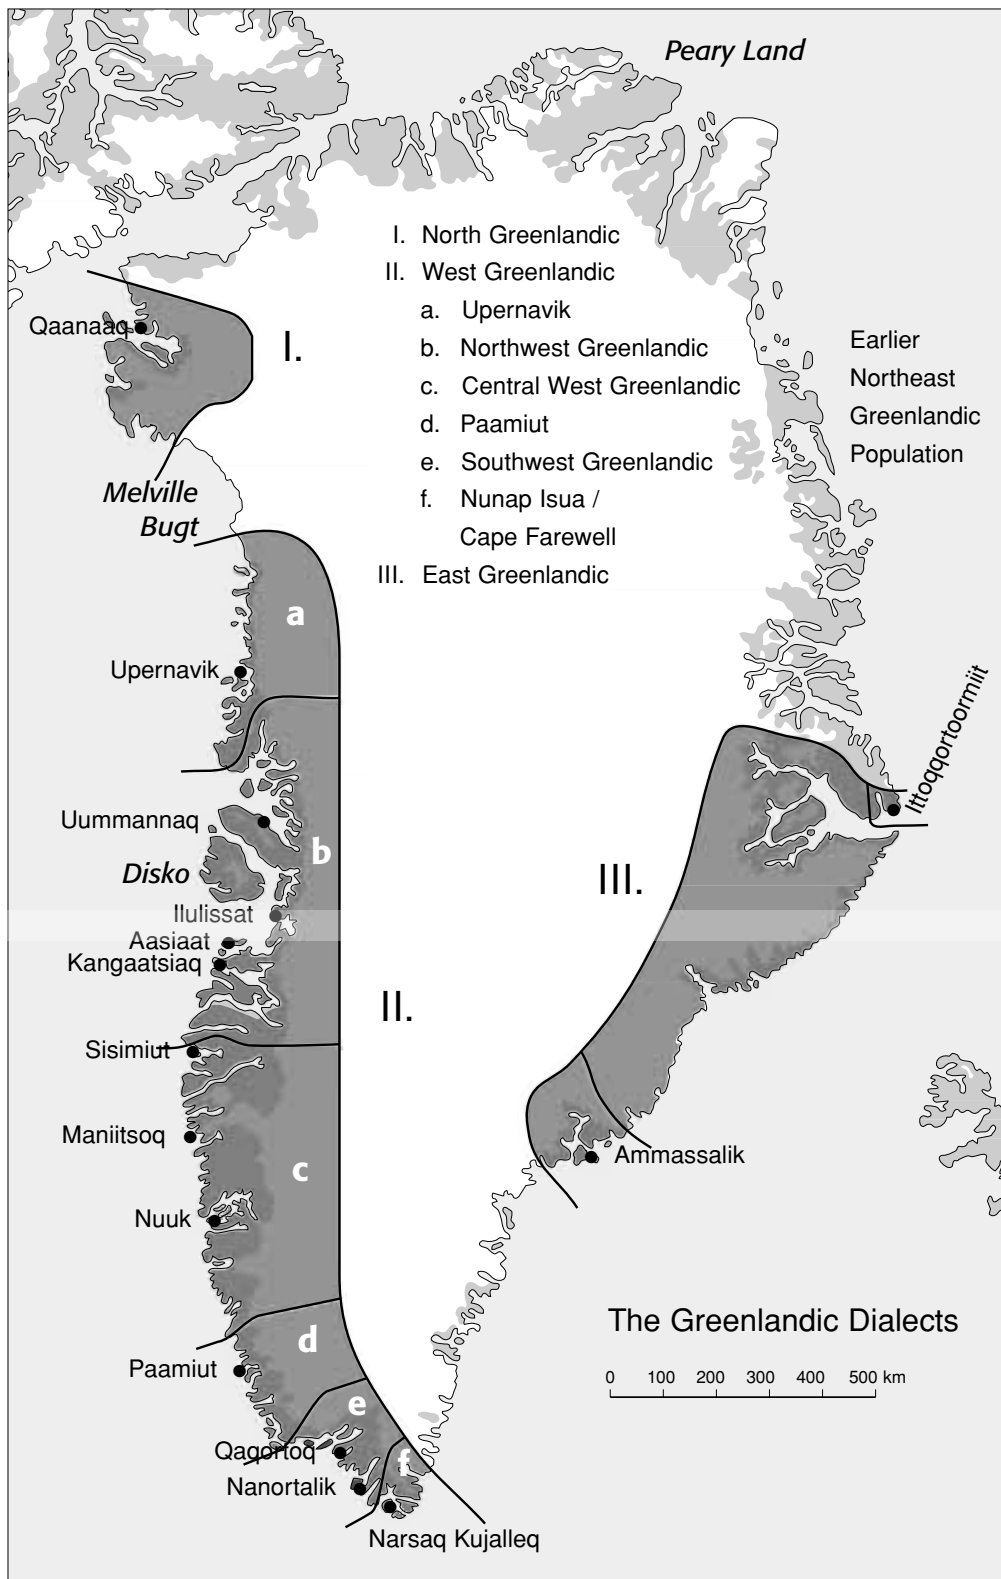 Peary Land
I. North Greenlandic
II. West Greenlandic
a. Upernavik
b. Northwest Greenlandic
c. Central West Greenlandic
d. Paamiut
e. Southwest Greenlandic
f. Nunap Isua /
Cape Farewell
III. East Greenlandic
Qaanaaq
I.
Earlier
Northeast
Greenlandic
Population
Melville
Bugt
a
Upernavik
Ittoqqortoormiit
Uummannaq
b
Disko
III.
Ilulissat
Aasiaat
Kangaatsiaq
II.
Sisimiut
Maniitsoq
Ammassalik
c
Nuuk
The Greenlandic Dialects
d
Paamiut
0 100 200 300 400 500 km
e
Qaqortoq
f
Nanortalik
Narsaq Kujalleq